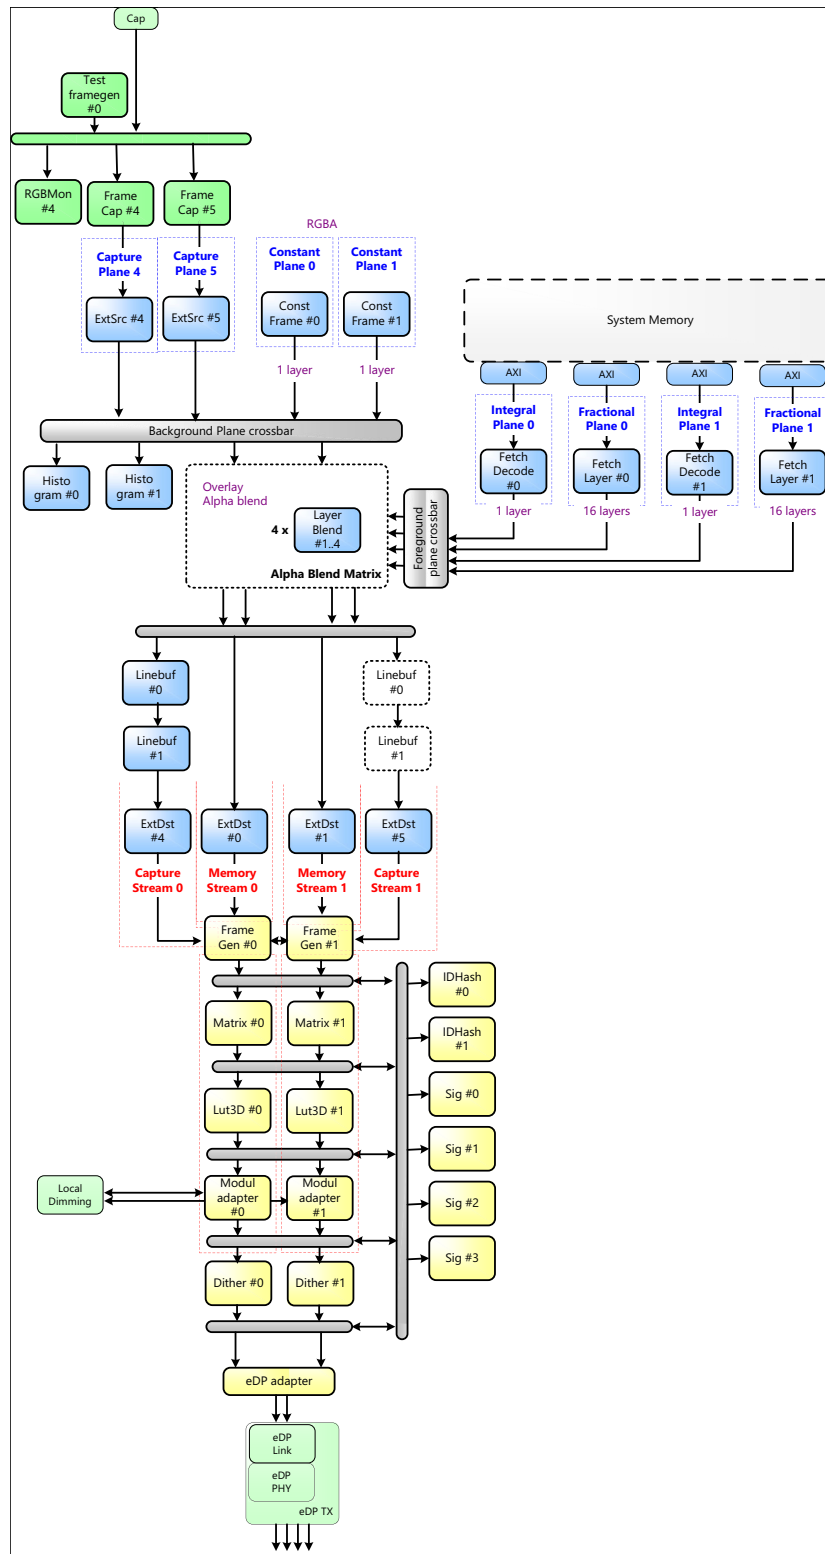 Cap
Test
framegen
#0
RGBMon
#4
Frame
Cap #4
Frame
Cap #5
RGBA
Capture
Plane 4
Capture
Plane 5
Constant
Plane 0
Constant
Plane 1
ExtSrc #4
ExtSrc #5
Const
Frame #0
Const
Frame #1
System Memory
1 layer
1 layer
AXI
AXI
AXI
AXI
Integral
Plane 0
Fractional
Plane 0
Integral
Plane 1
Fractional
Plane 1
Background Plane crossbar
Fetch
Decode
#0
Fetch
Layer #0
Fetch
Decode
#1
Fetch
Layer #1
Histo
gram #0
Histo
gram #1
1 layer
16 layers
1 layer
16 layers
Overlay
Alpha blend
4 x
Layer
Blend
#1..4
Alpha Blend Matrix
Foreground
plane crossbar
Linebuf
#0
Linebuf
#0
Linebuf
#1
Linebuf
#1
ExtDst
#4
ExtDst
#0
ExtDst
#1
ExtDst
#5
Capture
Stream 0
Memory
Stream 0
Memory
Stream 1
Capture
Stream 1
Frame
Gen #0
Frame
Gen #1
IDHash
#0
Matrix #0
Matrix #1
IDHash
#1
Lut3D #0
Lut3D #1
Sig #0
Sig #1
Local
Dimming
Modul
adapter
#0
Modul
adapter
#1
Sig #2
Sig #3
Dither #0
Dither #1
eDP adapter
eDP
Link
eDP
PHY
eDP TX